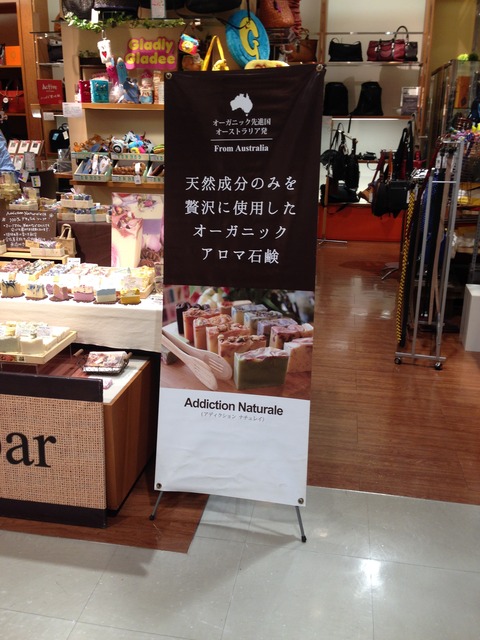 Gladly
Gladee
G
オーガニック先進国
オーストラリア発
From Australia
天然成分のみを
贅沢に使用した
オーガニック
アロマ石鹸
Addiction Naturale
(アディクション ナチュレイ)
bar